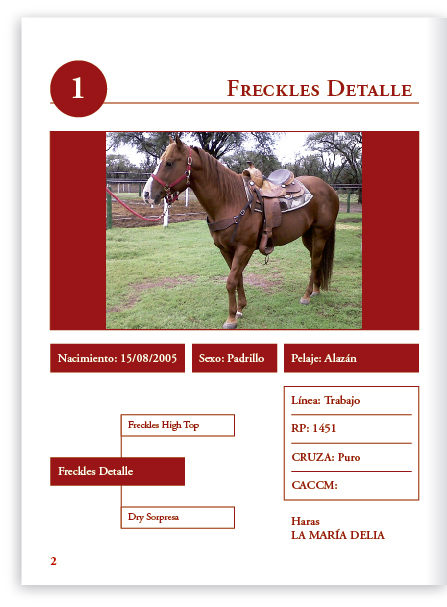 1
FRECKLES DETALLE
Nacimiento: 15/08/2005
Sexo: Padrillo
Pelaje: Alazán
Línea: Trabajo
RP: 1451
CRUZA: Puro
CACCM:
Freckles High Top
Freckles Detalle
Dry Sorpresa
Haras
LA MARÍA DELIA
2